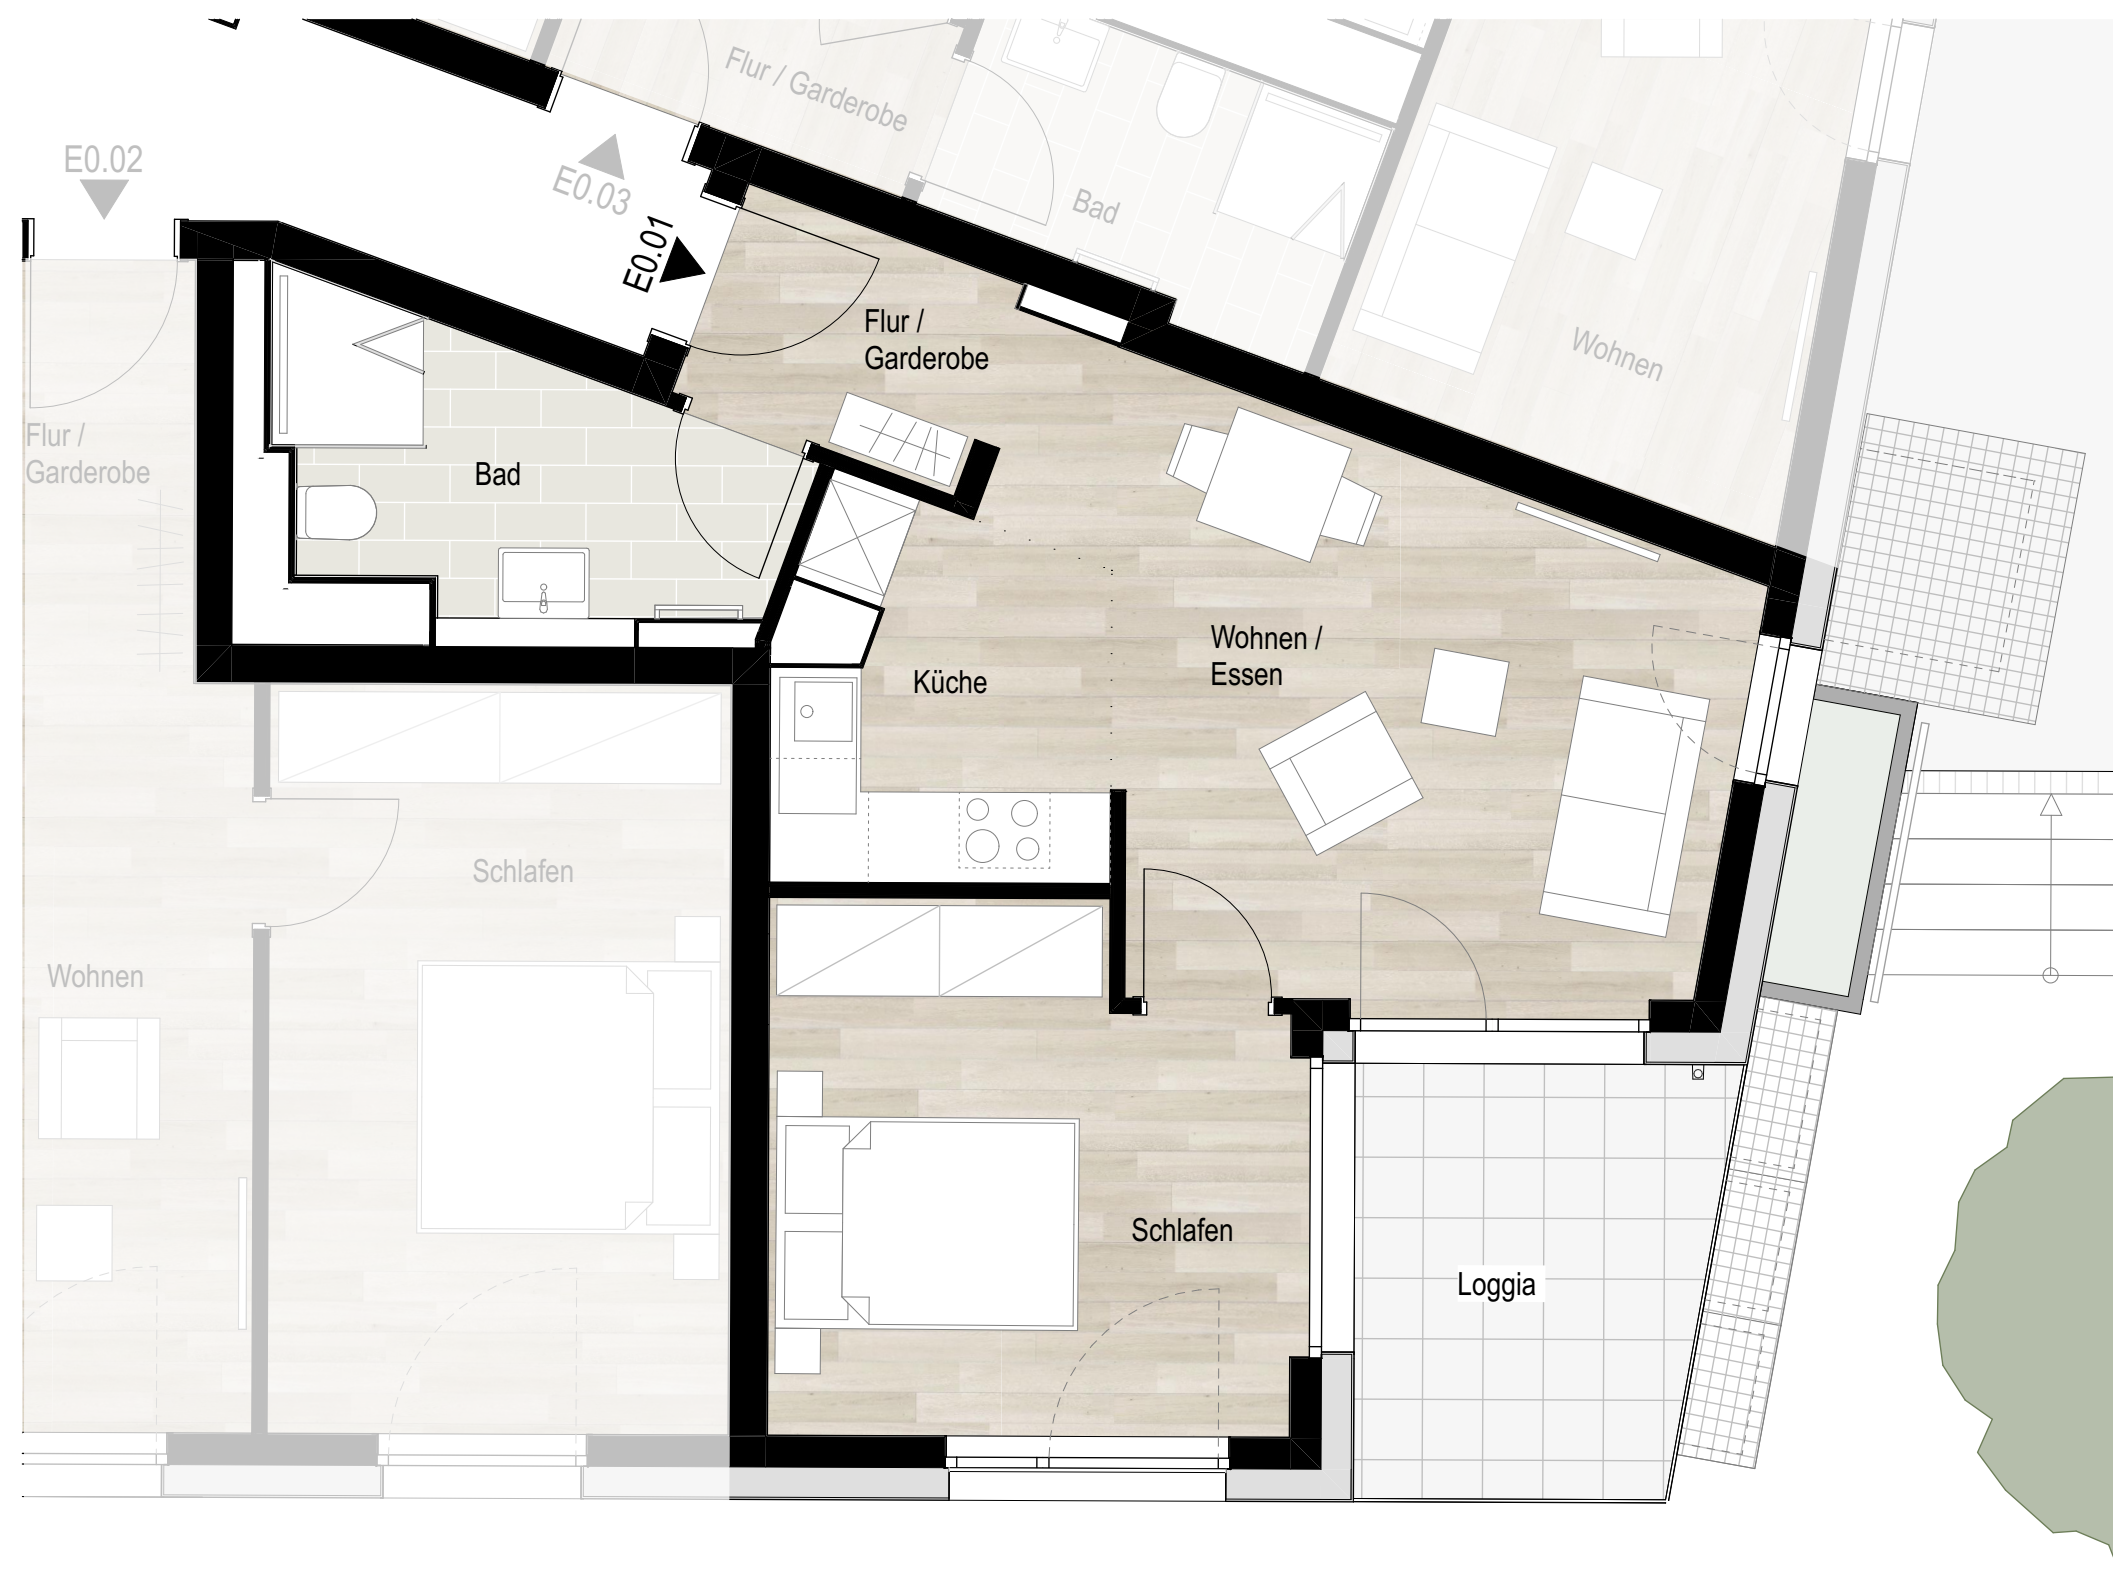 Flur / Garderobe
E0.02
E0.03
Bad
E0.01
Flur /
Garderobe
Wohnen
Flur /
Garderobe
Bad
Wohnen /
Essen
Küche
Schlafen
Wohnen
Schlafen
Loggia